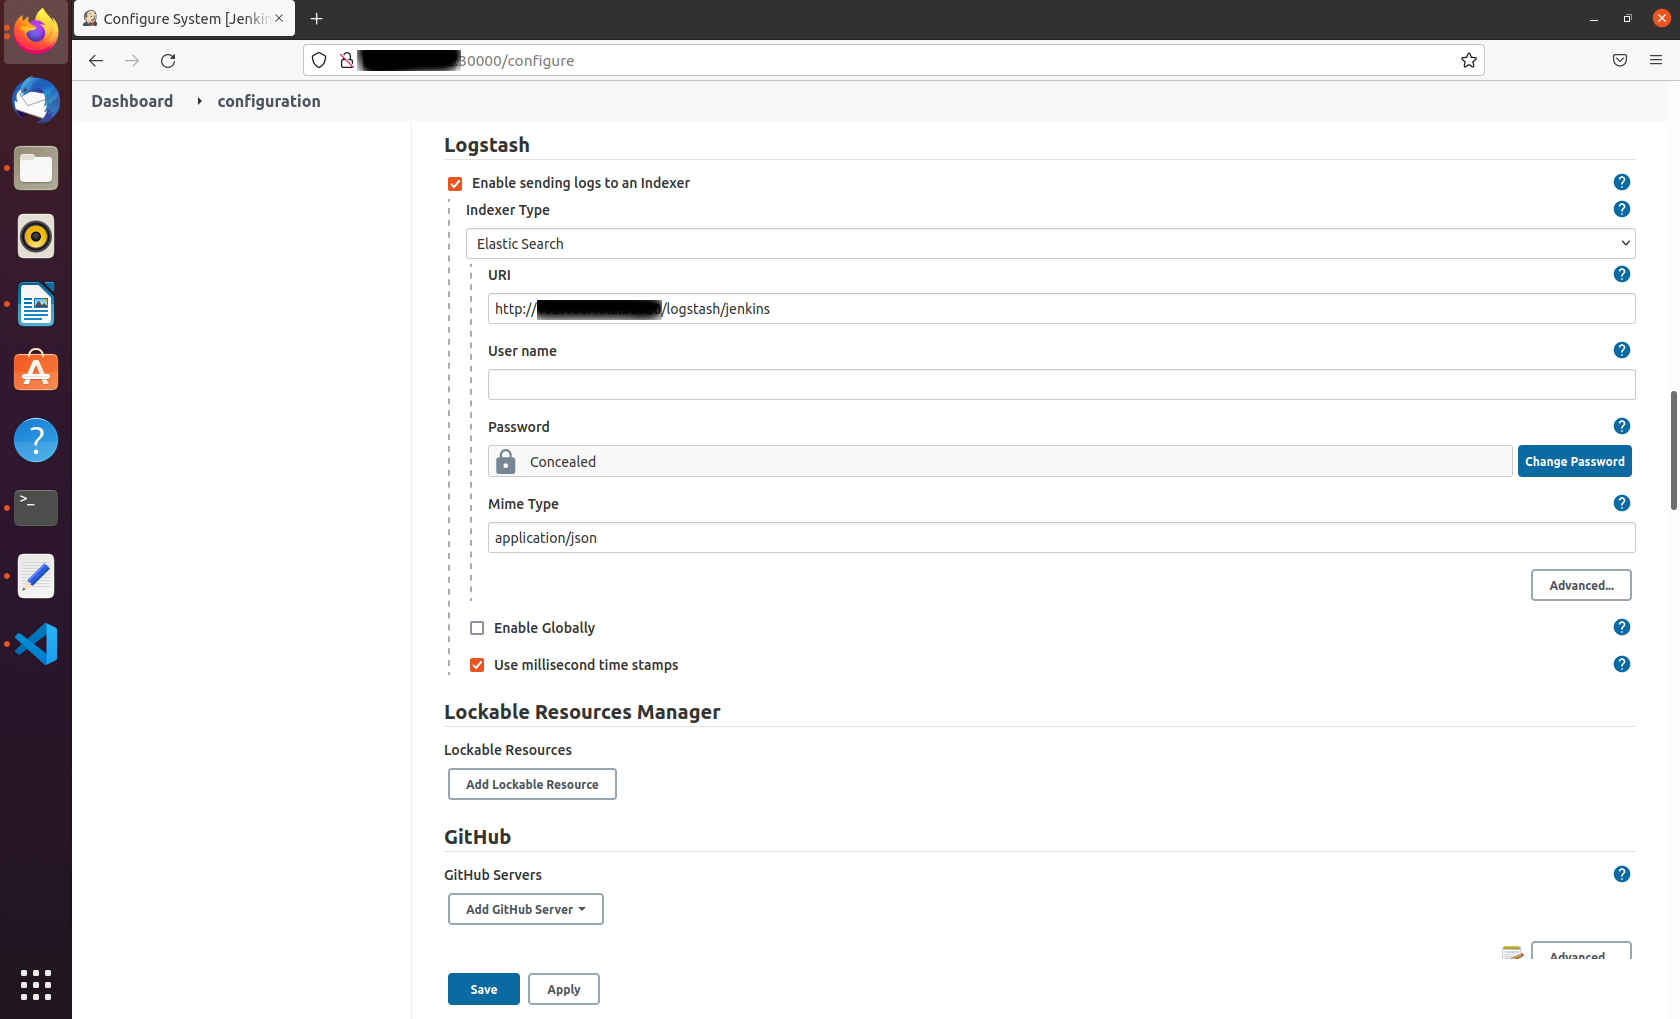 Configure System [Jenkin
:30000/configure
Dashboard
configuration
Logstash
Enable sending logs to an Indexer
Indexer Type
Elastic Search
URI
http:// /logstash/jenkins
User name
Password
Concealed
Change Password
Mime Type
application/json
Advanced...
Enable Globally
Use millisecond time stamps
Lockable Resources Manager
Lockable Resources
Add Lockable Resource
GitHub
GitHub Servers
Add GitHub Server
Advanced
Save
Apply